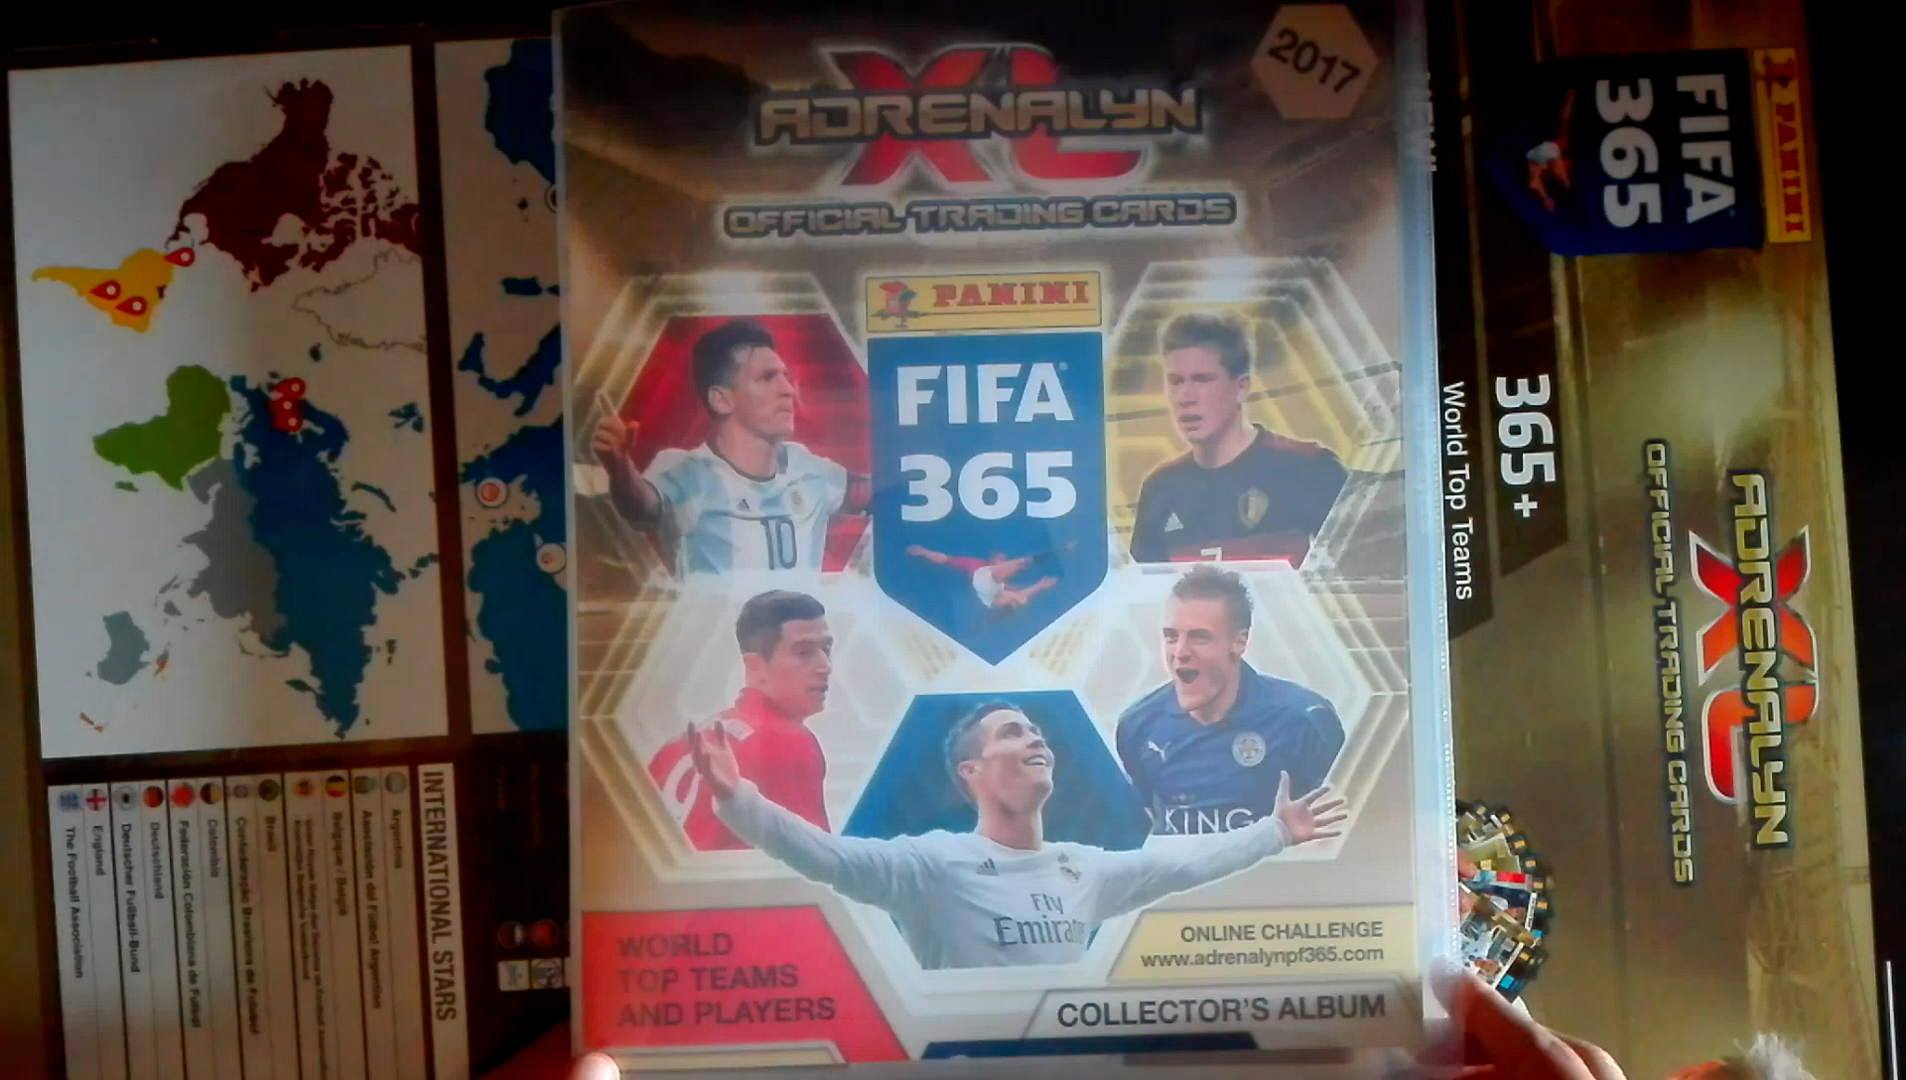 2017
ADRENALYN
XL
OFFICIAL TRADING CARDS
PANINI
FIFA
365
10
7
KING
Fly
Emirates
WORLD
TOP TEAMS
AND PLAYERS
ONLINE CHALLENGE
www.adrenalynpf365.com
COLLECTOR'S ALBUM
PANINI
FIFA
365
365+
World Top Teams
ADRENALYN
XL
OFFICIAL TRADING CARDS
INTERNATIONAL STARS
Argentina
Asociación del Fútbol Argentino
Belgique / België
Brasil
Confederação Brasileira de Futebol
Colombia
Federación Colombiana de Fútbol
Deutschland
Deutscher Fußball-Bund
England
The Football Association